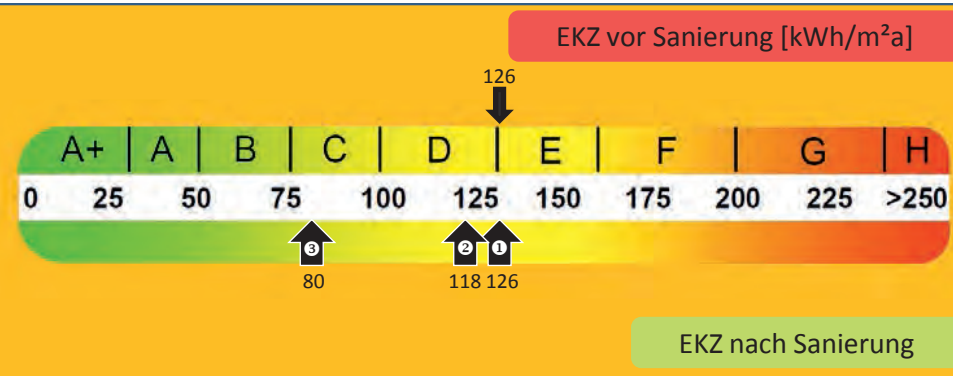 EKZ vor Sanierung [kWh/m²a]
126
A+ A B C D E F G H
0 25 50 75 100 125 150 175 200 225 >250
❸ ❷ ❶
80 118 126
EKZ nach Sanierung